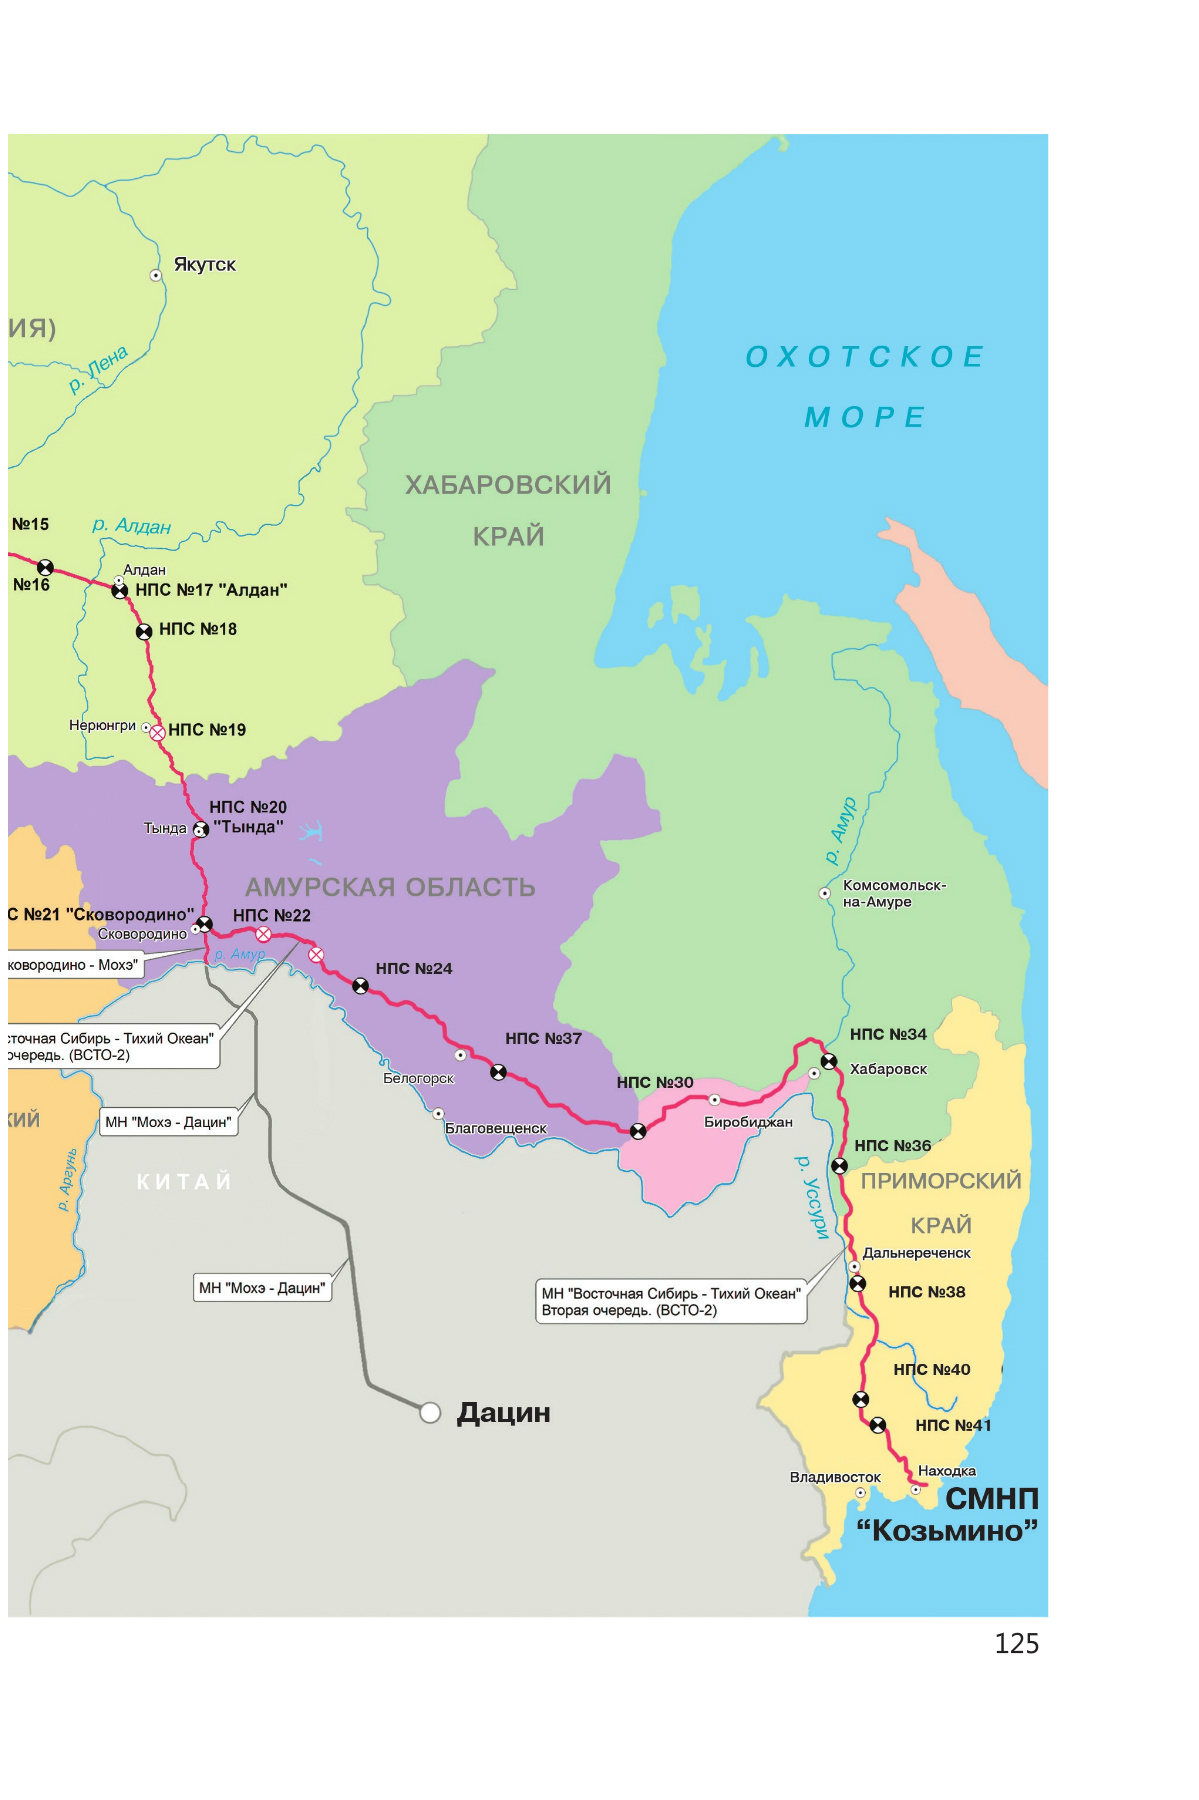 Якутск
ИЯ)
р. Лена
ОХОТСКОЕ
МОРЕ
ХАБАРОВСКИЙ
КРАЙ
№15
р. Алдан
Алдан
№16
НПС №17 "Алдан"
НПС №18
Нерюнгри
НПС №19
НПС №20
"Тында"
Тында
р. Амур
АМУРСКАЯ ОБЛАСТЬ
Комсомольск-
на-Амуре
С №21 "Сковородино"
НПС №22
Сковородино
р. Амур
ковородино - Мохэ"
НПС №24
сточная Сибирь - Тихий Океан"
очередь. (ВСТО-2)
НПС №37
НПС №34
Хабаровск
Белогорск
НПС №30
КИЙ
МН "Мохэ - Дацин"
Благовещенск
Биробиджан
НПС №36
р. Аргунь
КИТАЙ
р. Уссури
ПРИМОРСКИЙ
КРАЙ
Дальнереченск
МН "Мохэ - Дацин"
МН "Восточная Сибирь - Тихий Океан"
Вторая очередь. (ВСТО-2)
НПС №38
НПС №40
Дацин
НПС №41
Владивосток
Находка
СМНП
“Козьмино”
125